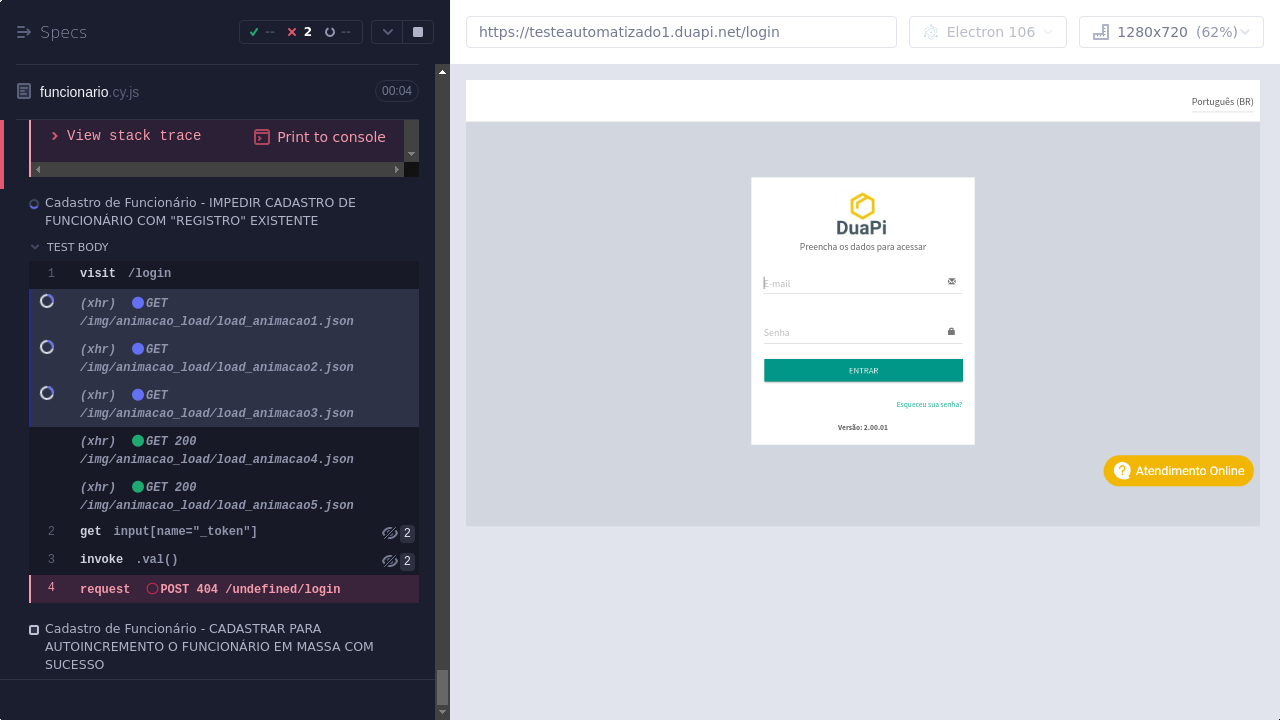 Specs
-- 2 --
funcionario.cy.js
00:04
View stack trace
Print to console
Cadastro de Funcionário - IMPEDIR CADASTRO DE
FUNCIONÁRIO COM "REGISTRO" EXISTENTE
TEST BODY
1 visit /login
(xhr) GET
/img/animacao_load/load_animacao1.json
(xhr) GET
/img/animacao_load/load_animacao2.json
(xhr) GET
/img/animacao_load/load_animacao3.json
(xhr) GET 200
/img/animacao_load/load_animacao4.json
(xhr) GET 200
/img/animacao_load/load_animacao5.json
2 get input[name="_token"] 2
3 invoke .val() 2
4 request POST 404 /undefined/login
Cadastro de Funcionário - CADASTRAR PARA
AUTOINCREMENTO O FUNCIONÁRIO EM MASSA COM
SUCESSO
https://testeautomatizado1.duapi.net/login
Electron 106
1280x720 (62%)
Português (BR)
DuaPi
Preencha os dados para acessar
E-mail
Senha
ENTRAR
Esqueceu sua senha?
Versão: 2.00.01
Atendimento Online